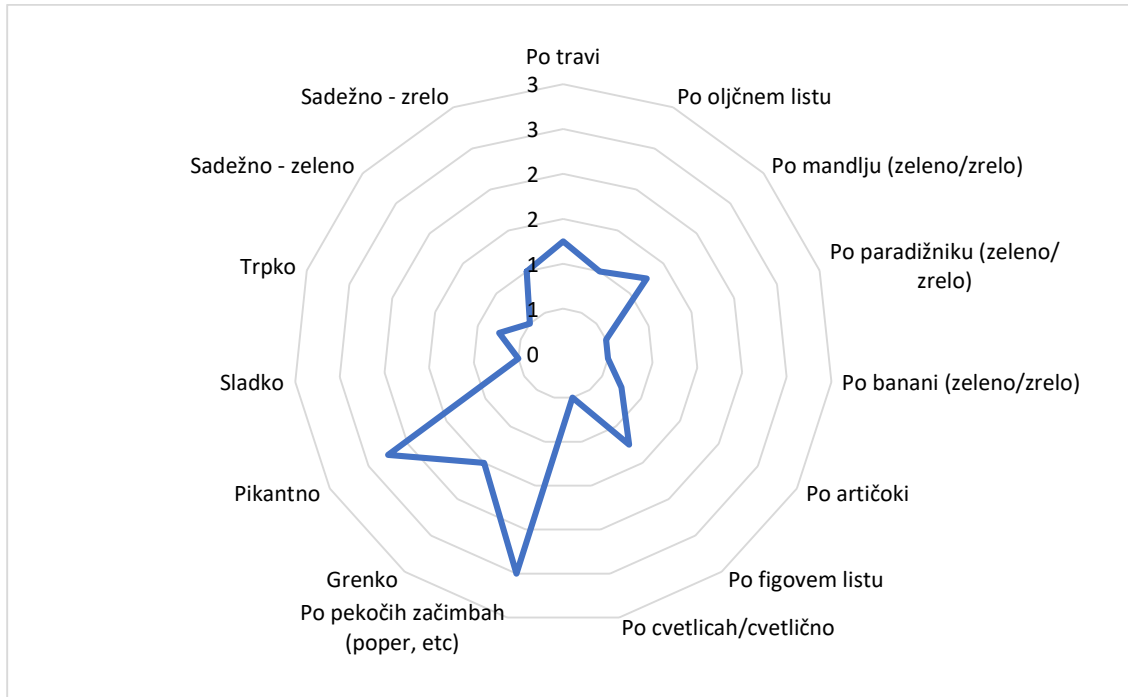 Po travi
Po oljčnem listu
Po mandlju (zeleno/zrelo)
Po paradižniku (zeleno/
zrelo)
Po banani (zeleno/zrelo)
Po artičoki
Po figovem listu
Po cvetlicah/cvetlično
Po pekočih začimbah
(poper, etc)
Grenko
Pikantno
Sladko
Trpko
Sadežno - zeleno
Sadežno - zrelo
3
3
2
2
1
1
0